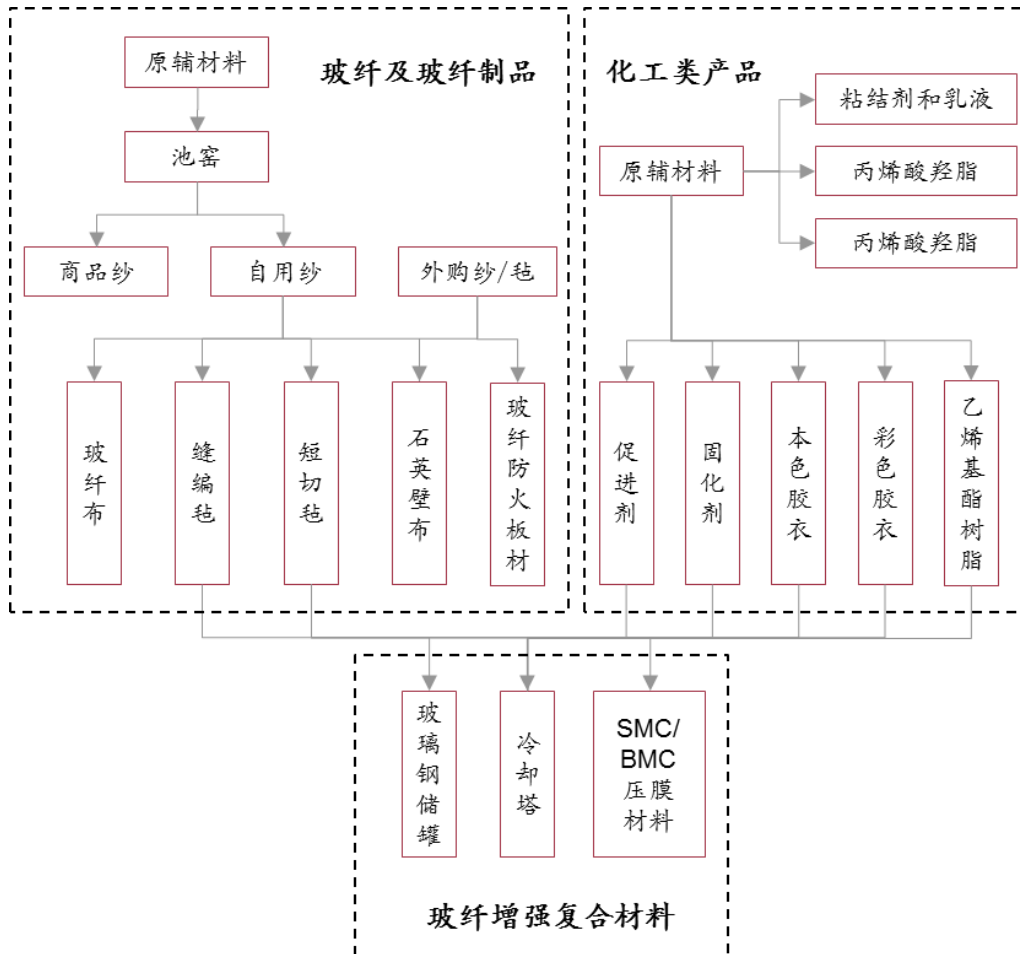 玻纤及玻纤制品
原辅材料
池窑
商品纱
自用纱
外购纱/毡
玻纤布
缝编毡
短切毡
石英壁布
玻纤防火板材
化工类产品
原辅材料
粘结剂和乳液
丙烯酸羟脂
丙烯酸羟脂
促进剂
固化剂
本色胶衣
彩色胶衣
乙烯基酯树脂
玻璃钢储罐
冷却塔
SMC/
BMC
压膜
材料
玻纤增强复合材料